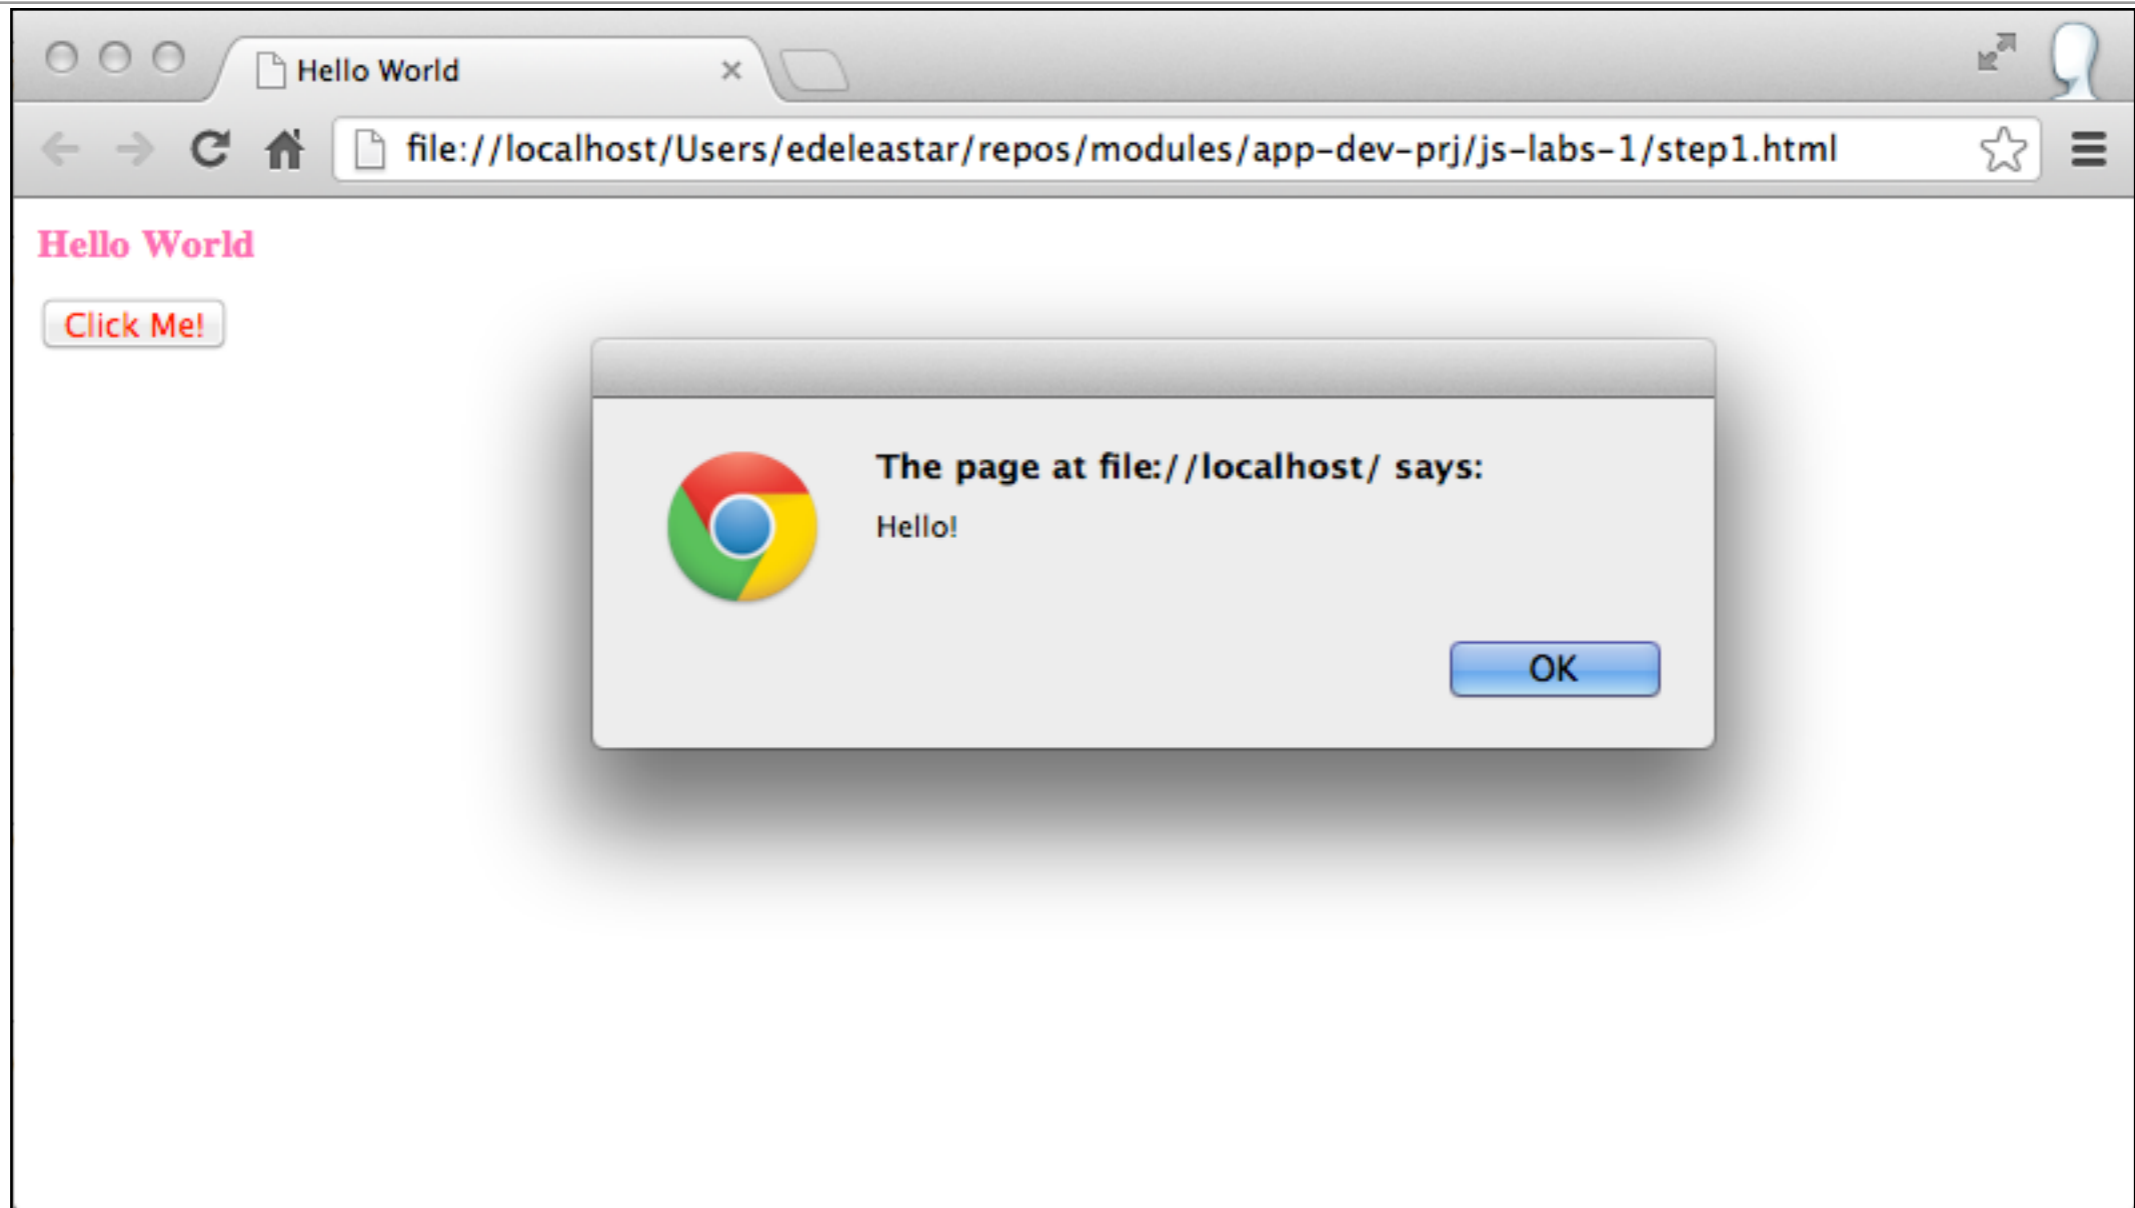 Hello World
file://localhost/Users/edeleastar/repos/modules/app-dev-prj/js-labs-1/step1.html
Hello World
Click Me!
The page at file://localhost/ says:
Hello!
OK